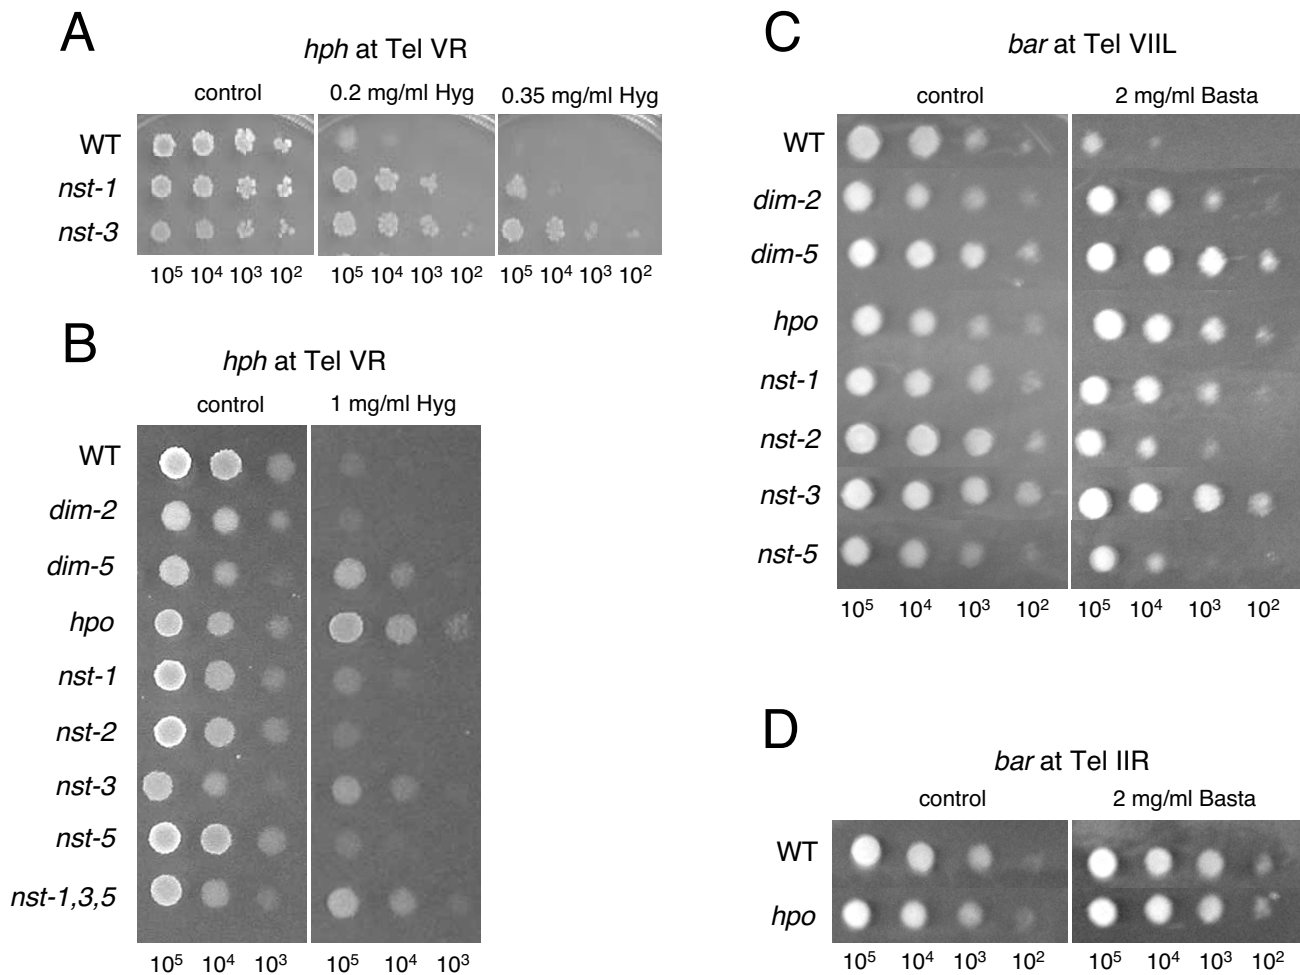 A
hph at Tel VR
control 0.2 mg/ml Hyg 0.35 mg/ml Hyg
WT
nst-1
nst-3
10⁵ 10⁴ 10³ 10² 10⁵ 10⁴ 10³ 10² 10⁵ 10⁴ 10³ 10²
B
hph at Tel VR
control 1 mg/ml Hyg
WT
dim-2
dim-5
hpo
nst-1
nst-2
nst-3
nst-5
nst-1,3,5
10⁵ 10⁴ 10³ 10⁵ 10⁴ 10³
C
bar at Tel VIIL
control 2 mg/ml Basta
WT
dim-2
dim-5
hpo
nst-1
nst-2
nst-3
nst-5
10⁵ 10⁴ 10³ 10² 10⁵ 10⁴ 10³ 10²
D
bar at Tel IIR
control 2 mg/ml Basta
WT
hpo
10⁵ 10⁴ 10³ 10² 10⁵ 10⁴ 10³ 10²